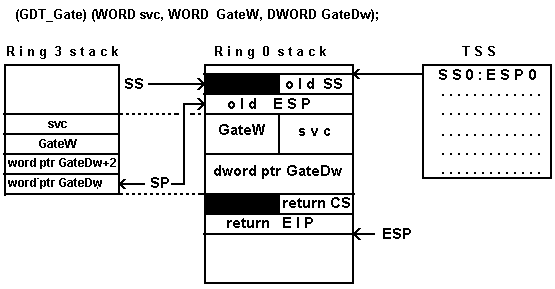 (GDT_Gate) (WORD svc, WORD GateW, DWORD GateDw);
Ring 3 stack
Ring 0 stack
TSS
SS
old SS
SS0:ESP0
old ESP
. . . . . . . . . . .
svc
GateW
svc
. . . . . . . . . . .
GateW
. . . . . . . . . . .
word ptr GateDw+2
dword ptr GateDw
. . . . . . . . . . .
word ptr GateDw
SP
. . . . . . . . . . .
return CS
return EIP
ESP